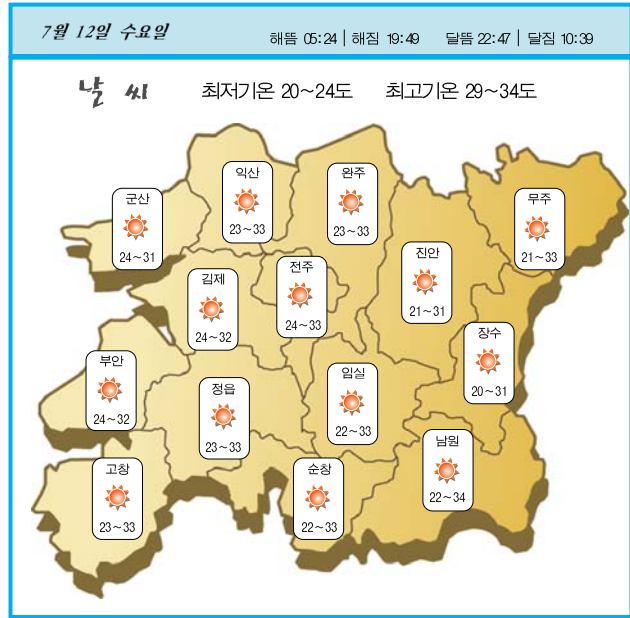 7월 12일 수요일
해뜸 05:24 | 해짐 19:49 달뜸 22:47 | 달짐 10:39
날씨 최저기온 20~24도 최고기온 29~34도
익산
23~33
완주
23~33
군산
24~31
무주
21~33
진안
21~31
전주
24~33
김제
24~32
장수
20~31
부안
24~32
임실
22~33
정읍
23~33
남원
22~34
고창
23~33
순창
22~33